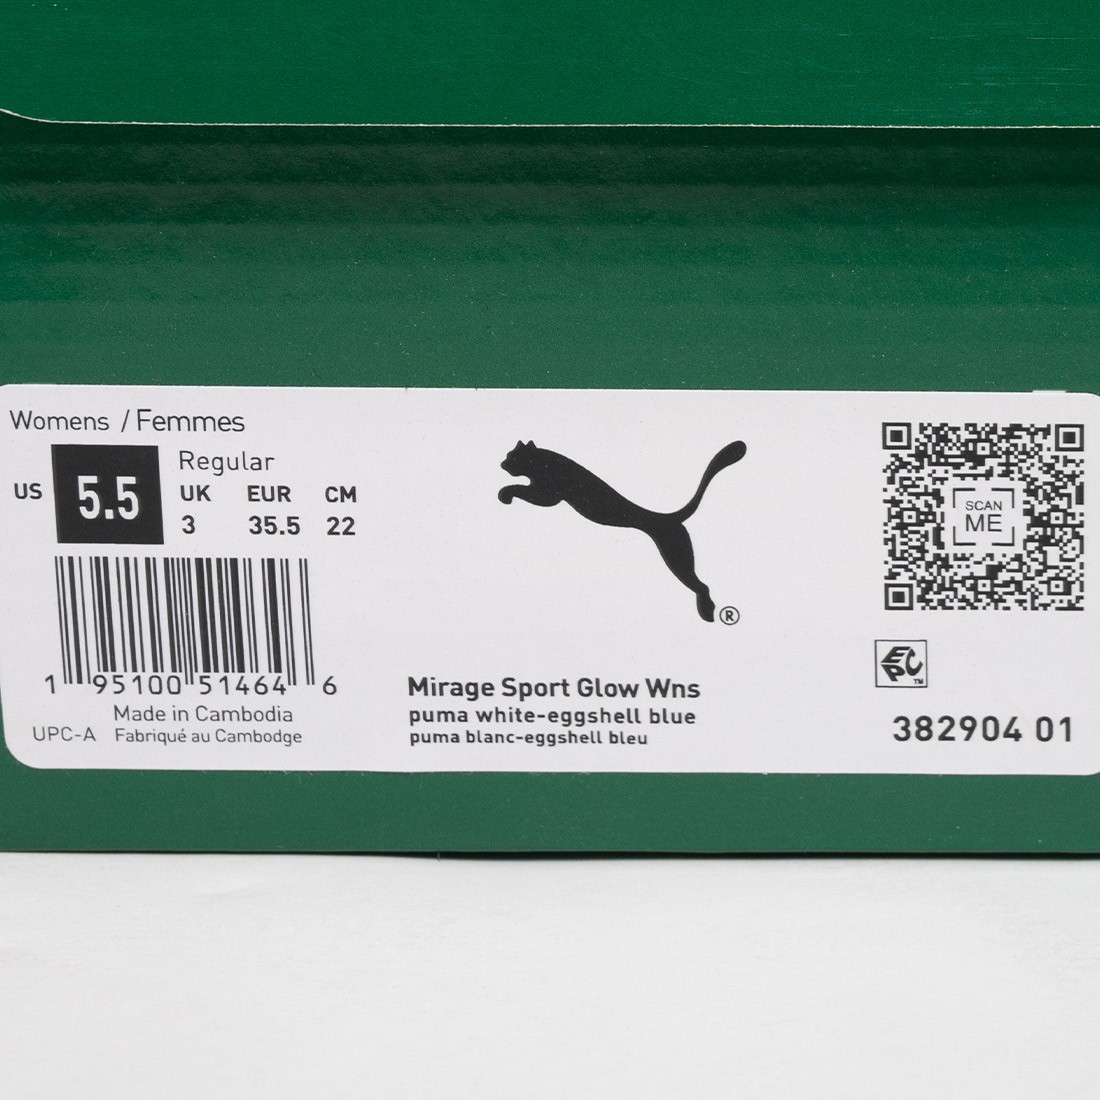 Womens / Femmes
US 5.5
Regular
UK EUR CM
3 35.5 22
1 95100 51464 6
Made in Cambodia
UPC-A Fabriqué au Cambodge
®
Mirage Sport Glow Wns
puma white-eggshell blue
puma blanc-eggshell bleu
SCAN
ME
EPC
TM
382904 01